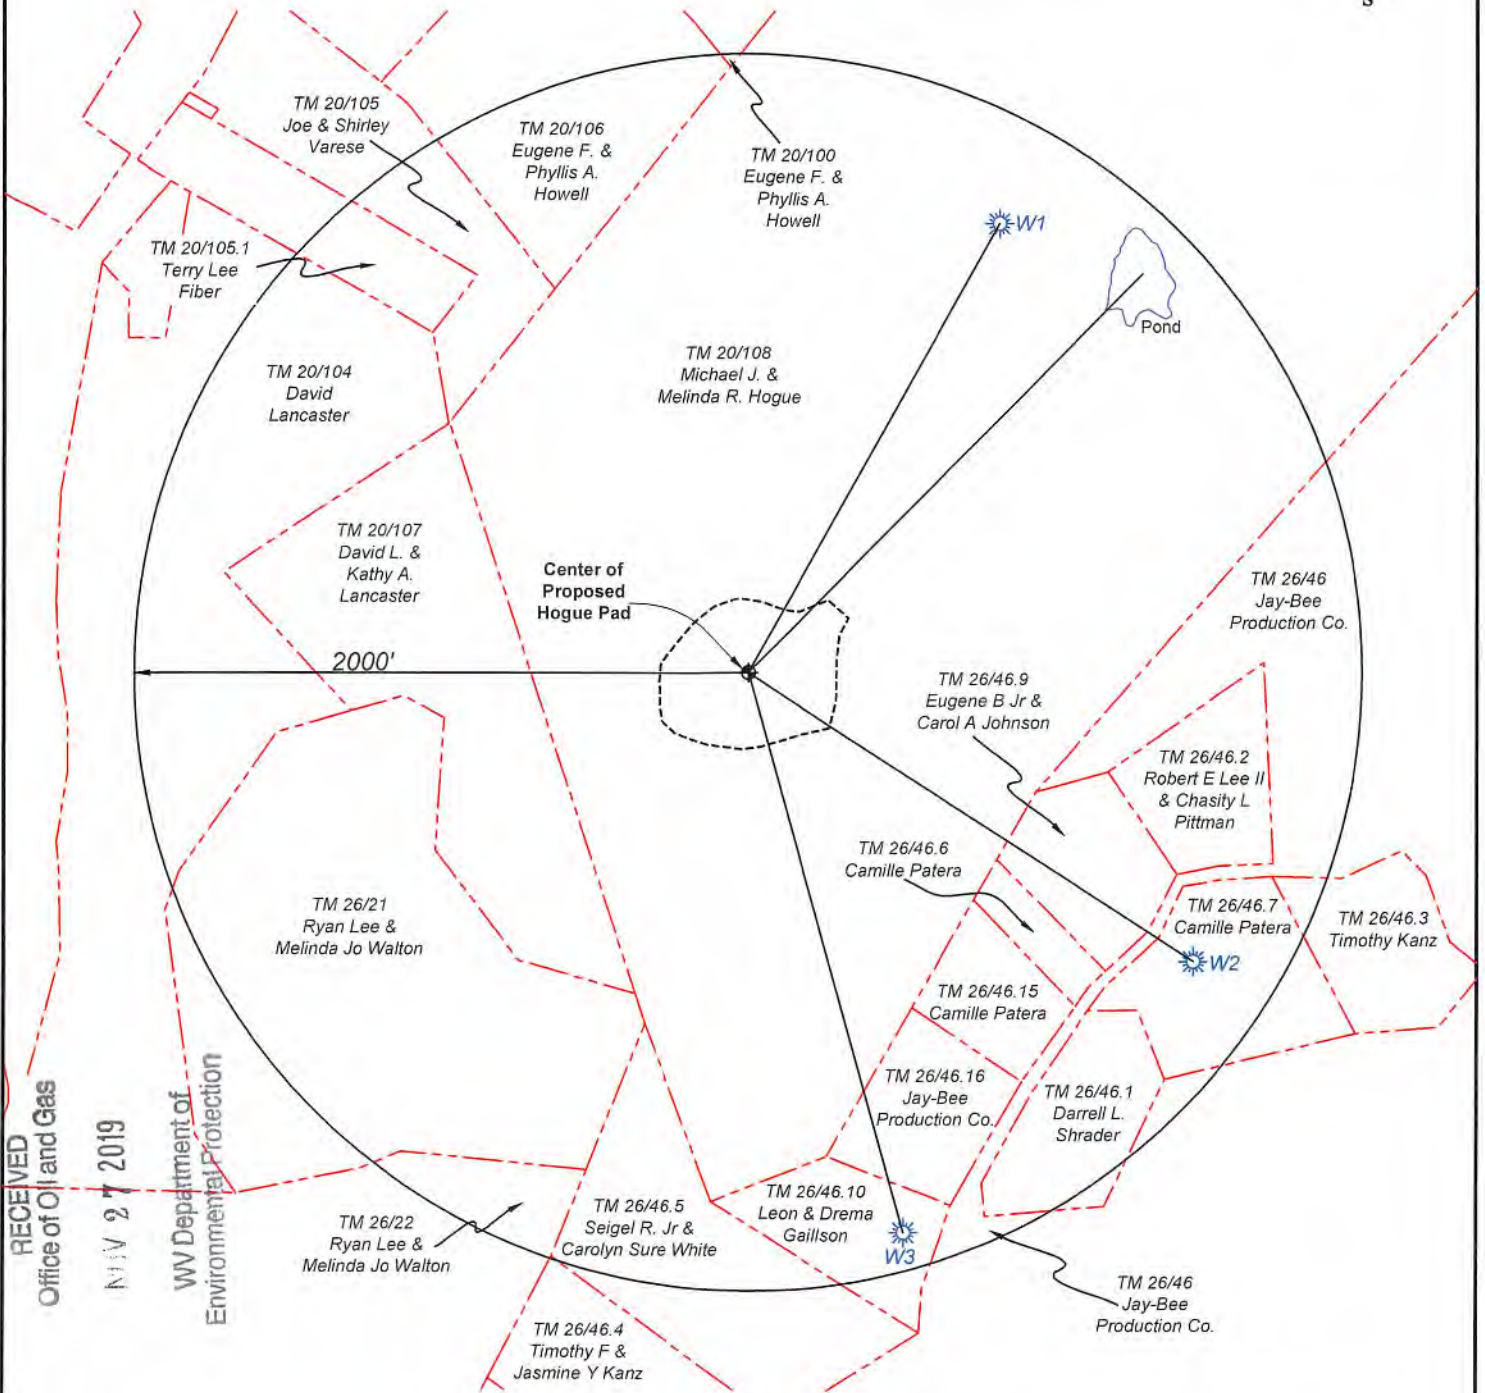 S
TM 20/105
Joe & Shirley
Varese
TM 20/106
Eugene F. &
Phyllis A.
Howell
TM 20/100
Eugene F. &
Phyllis A.
Howell
W1
TM 20/105.1
Terry Lee
Fiber
Pond
TM 20/104
David
Lancaster
TM 20/108
Michael J. &
Melinda R. Hogue
TM 20/107
David L. &
Kathy A.
Lancaster
Center of
Proposed
Hogue Pad
TM 26/46
Jay-Bee
Production Co.
2000'
TM 26/46.9
Eugene B Jr &
Carol A Johnson
TM 26/46.2
Robert E Lee II
& Chasity L
Pittman
TM 26/46.6
Camille Patera
TM 26/21
Ryan Lee &
Melinda Jo Walton
TM 26/46.7
Camille Patera
TM 26/46.3
Timothy Kanz
W2
TM 26/46.15
Camille Patera
TM 26/46.16
Jay-Bee
Production Co.
TM 26/46.1
Darrell L.
Shrader
RECEIVED
Office of Oil and Gas
27 2019
WV Department of
Environmental Protection
TM 26/22
Ryan Lee &
Melinda Jo Walton
TM 26/46.5
Seigel R. Jr &
Carolyn Sure White
TM 26/46.10
Leon & Drema
Gaillson
W3
TM 26/46
Jay-Bee
Production Co.
TM 26/46.4
Timothy F &
Jasmine Y Kanz